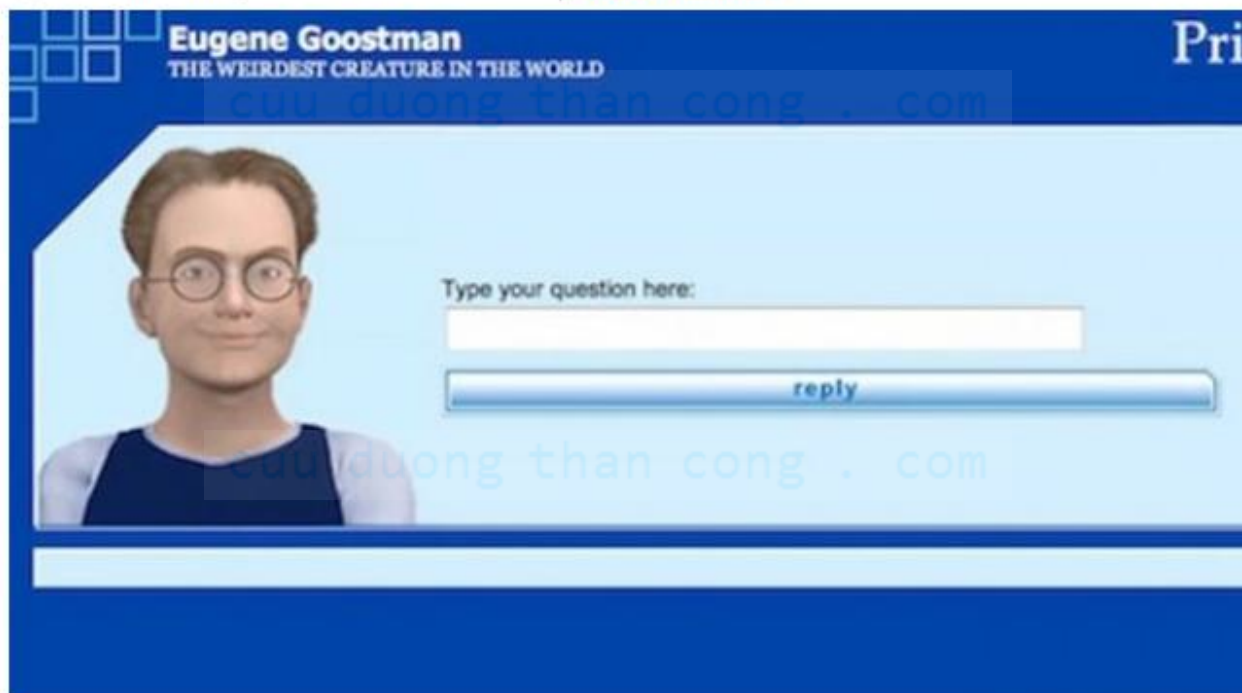 Eugene Goostman
Pri
THE WEIRDEST CREATURE IN THE WORLD
cuu duong than cong . com
Type your question here:
reply
cuu duong than cong . com